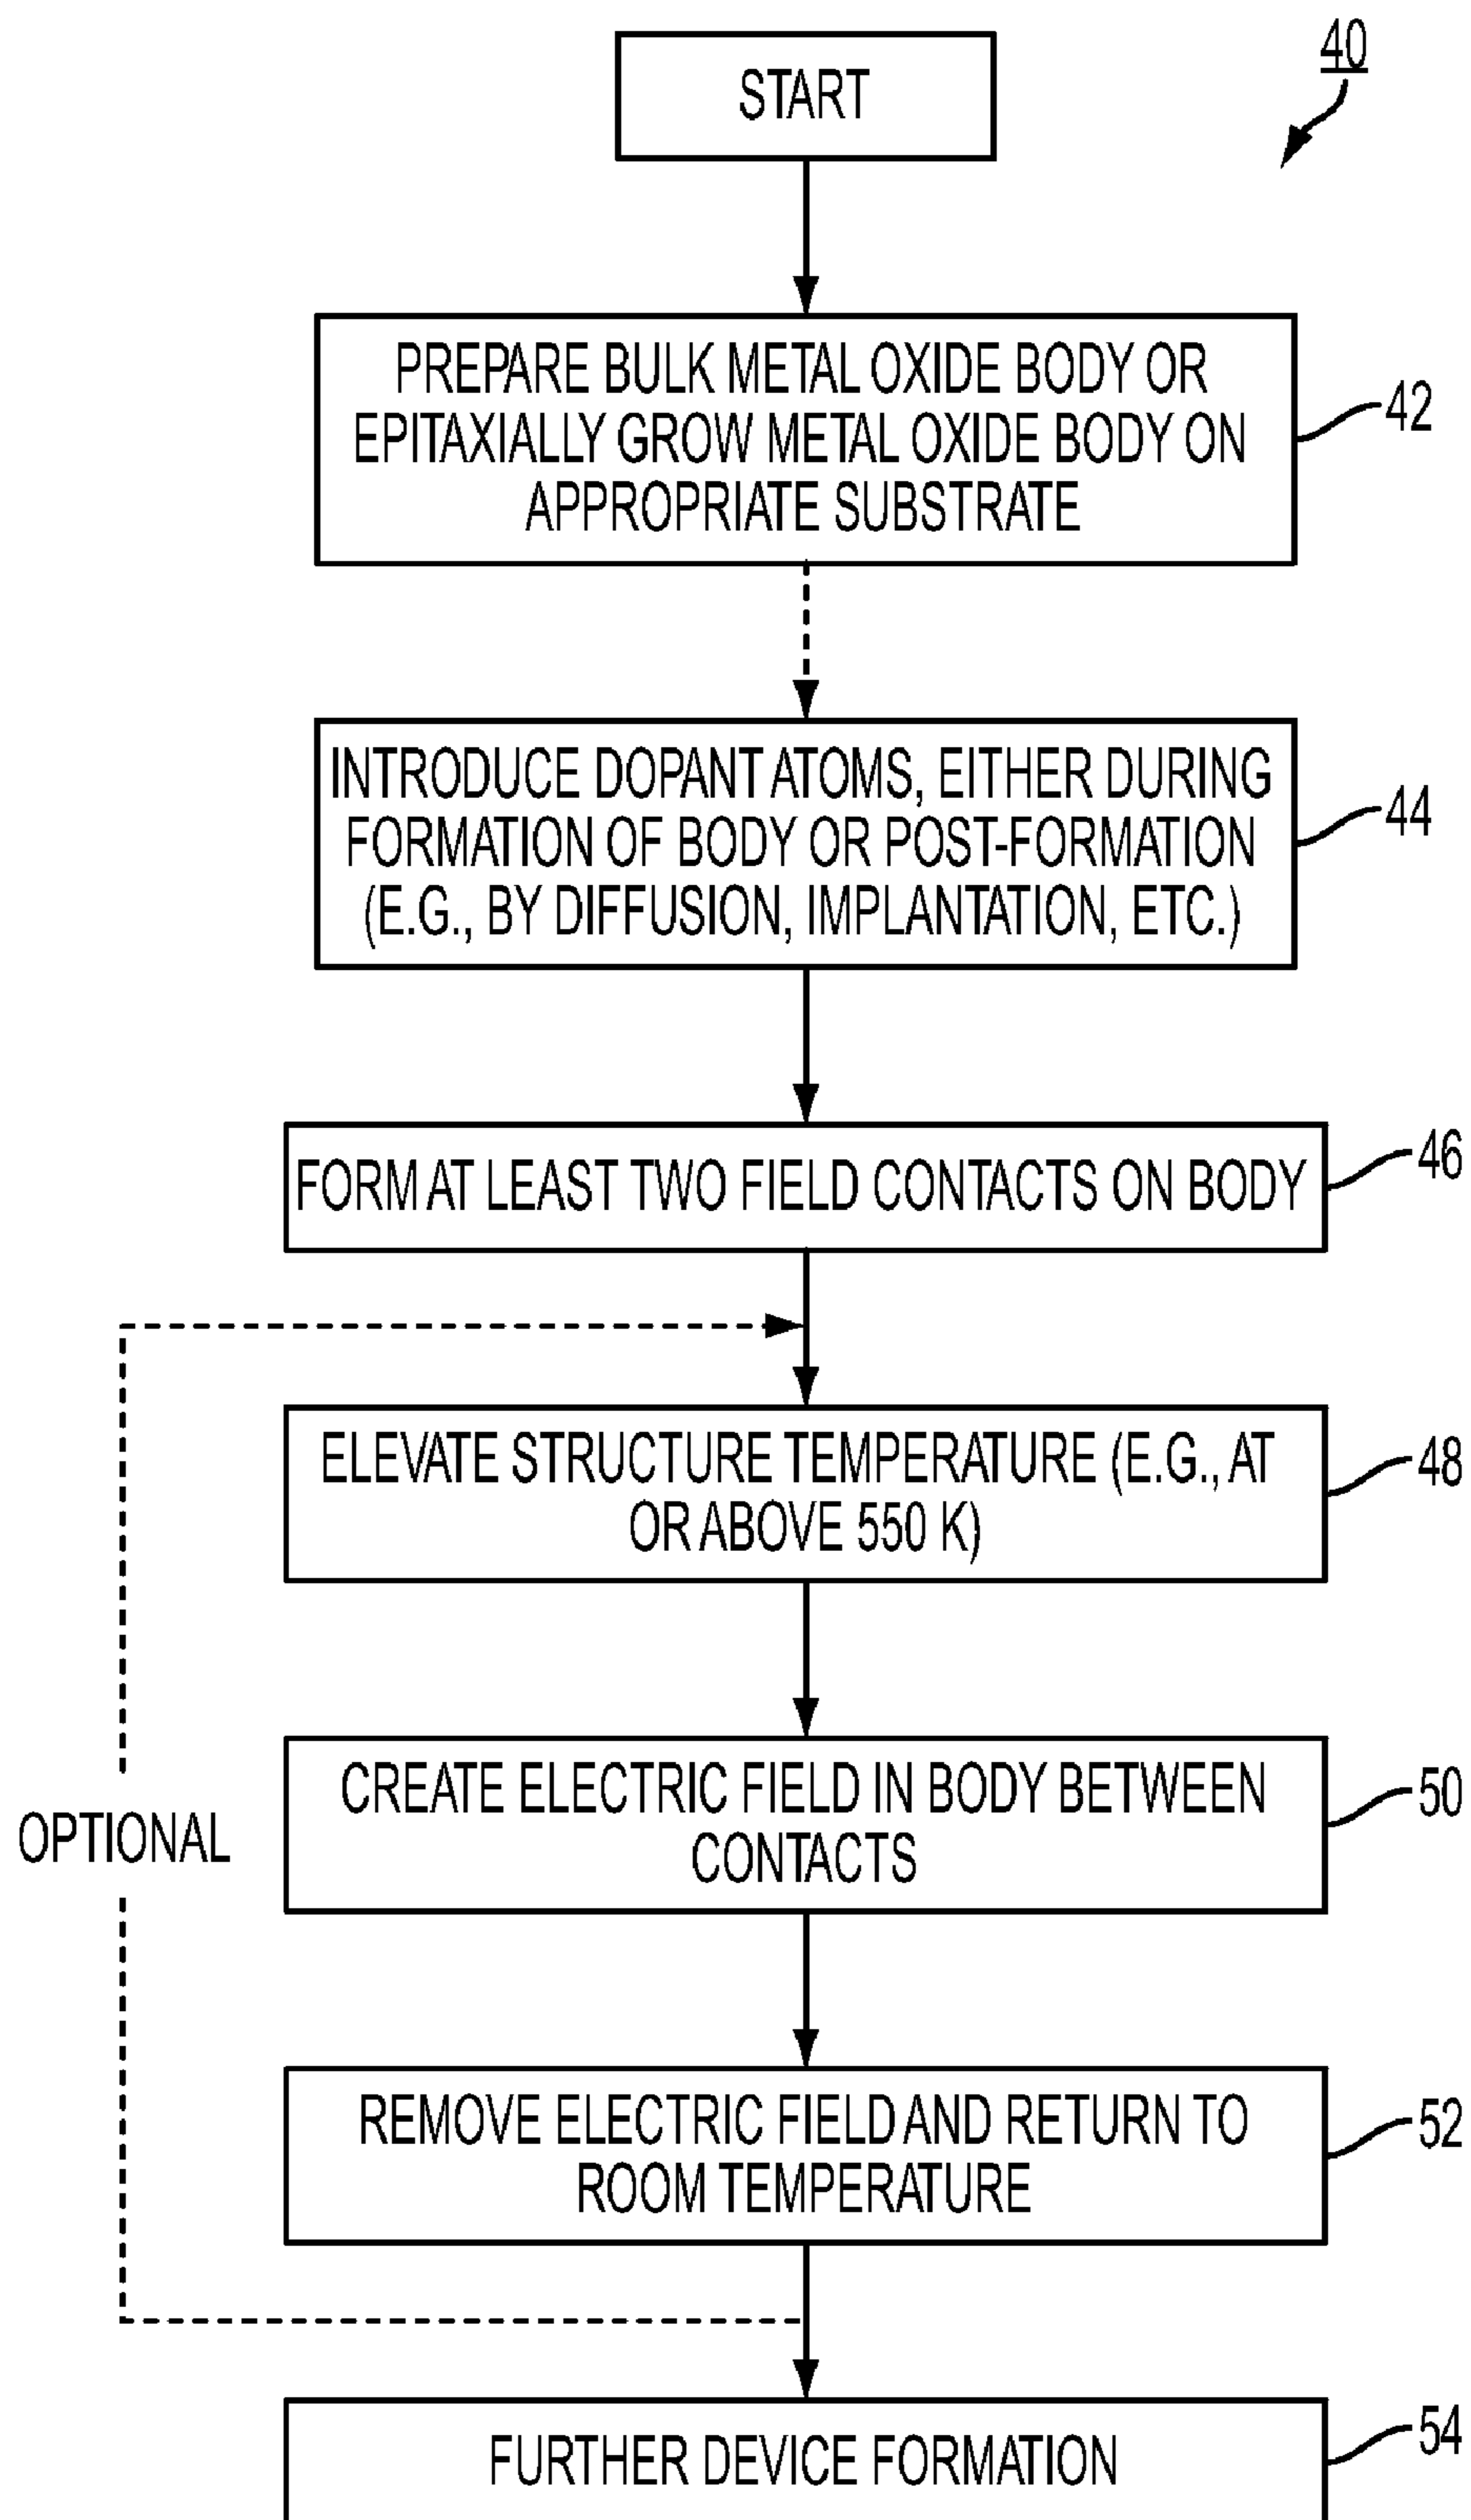 40
START
PREPARE BULK METAL OXIDE BODY OR
EPITAXIALLY GROW METAL OXIDE BODY ON
APPROPRIATE SUBSTRATE
42
INTRODUCE DOPANT ATOMS, EITHER DURING
FORMATION OF BODY OR POST-FORMATION
(E.G., BY DIFFUSION, IMPLANTATION, ETC.)
44
FORM AT LEAST TWO FIELD CONTACTS ON BODY
46
ELEVATE STRUCTURE TEMPERATURE (E.G., AT
OR ABOVE 550 K)
48
CREATE ELECTRIC FIELD IN BODY BETWEEN
CONTACTS
50
OPTIONAL
REMOVE ELECTRIC FIELD AND RETURN TO
ROOM TEMPERATURE
52
FURTHER DEVICE FORMATION
54